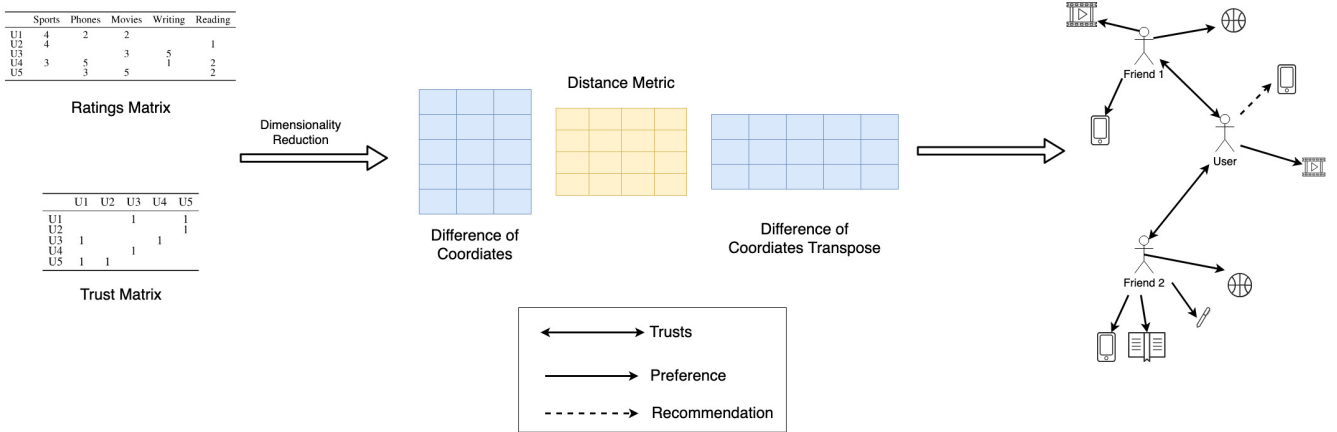 Sports Phones Movies Writing Reading
U1 4 2 2
U2 4 1
U3 3 5
U4 3 5 1 2
U5 3 5 2
Ratings Matrix
Dimensionality
Reduction
Distance Metric
Difference of
Coordiates
Difference of
Coordiates Transpose
U1 U2 U3 U4 U5
U1 1 1
U2 1
U3 1 1
U4 1
U5 1 1
Trust Matrix
Friend 1
User
Friend 2
Trusts
Preference
Recommendation